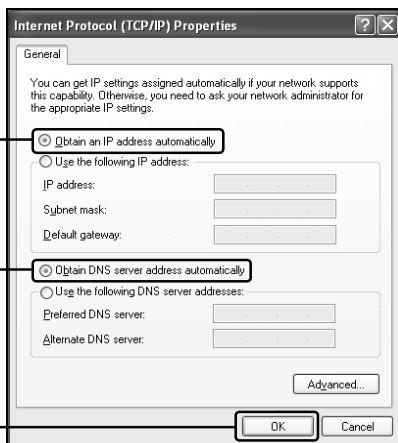 Internet Protocol (TCP/IP) Properties
General
You can get IP settings assigned automatically if your network supports
this capability. Otherwise, you need to ask your network administrator for
the appropriate IP settings.
Obtain an IP address automatically
Use the following IP address:
IP address:
Subnet mask:
Default gateway:
Obtain DNS server address automatically
Use the following DNS server addresses:
Preferred DNS server:
Alternate DNS server:
Advanced...
OK
Cancel